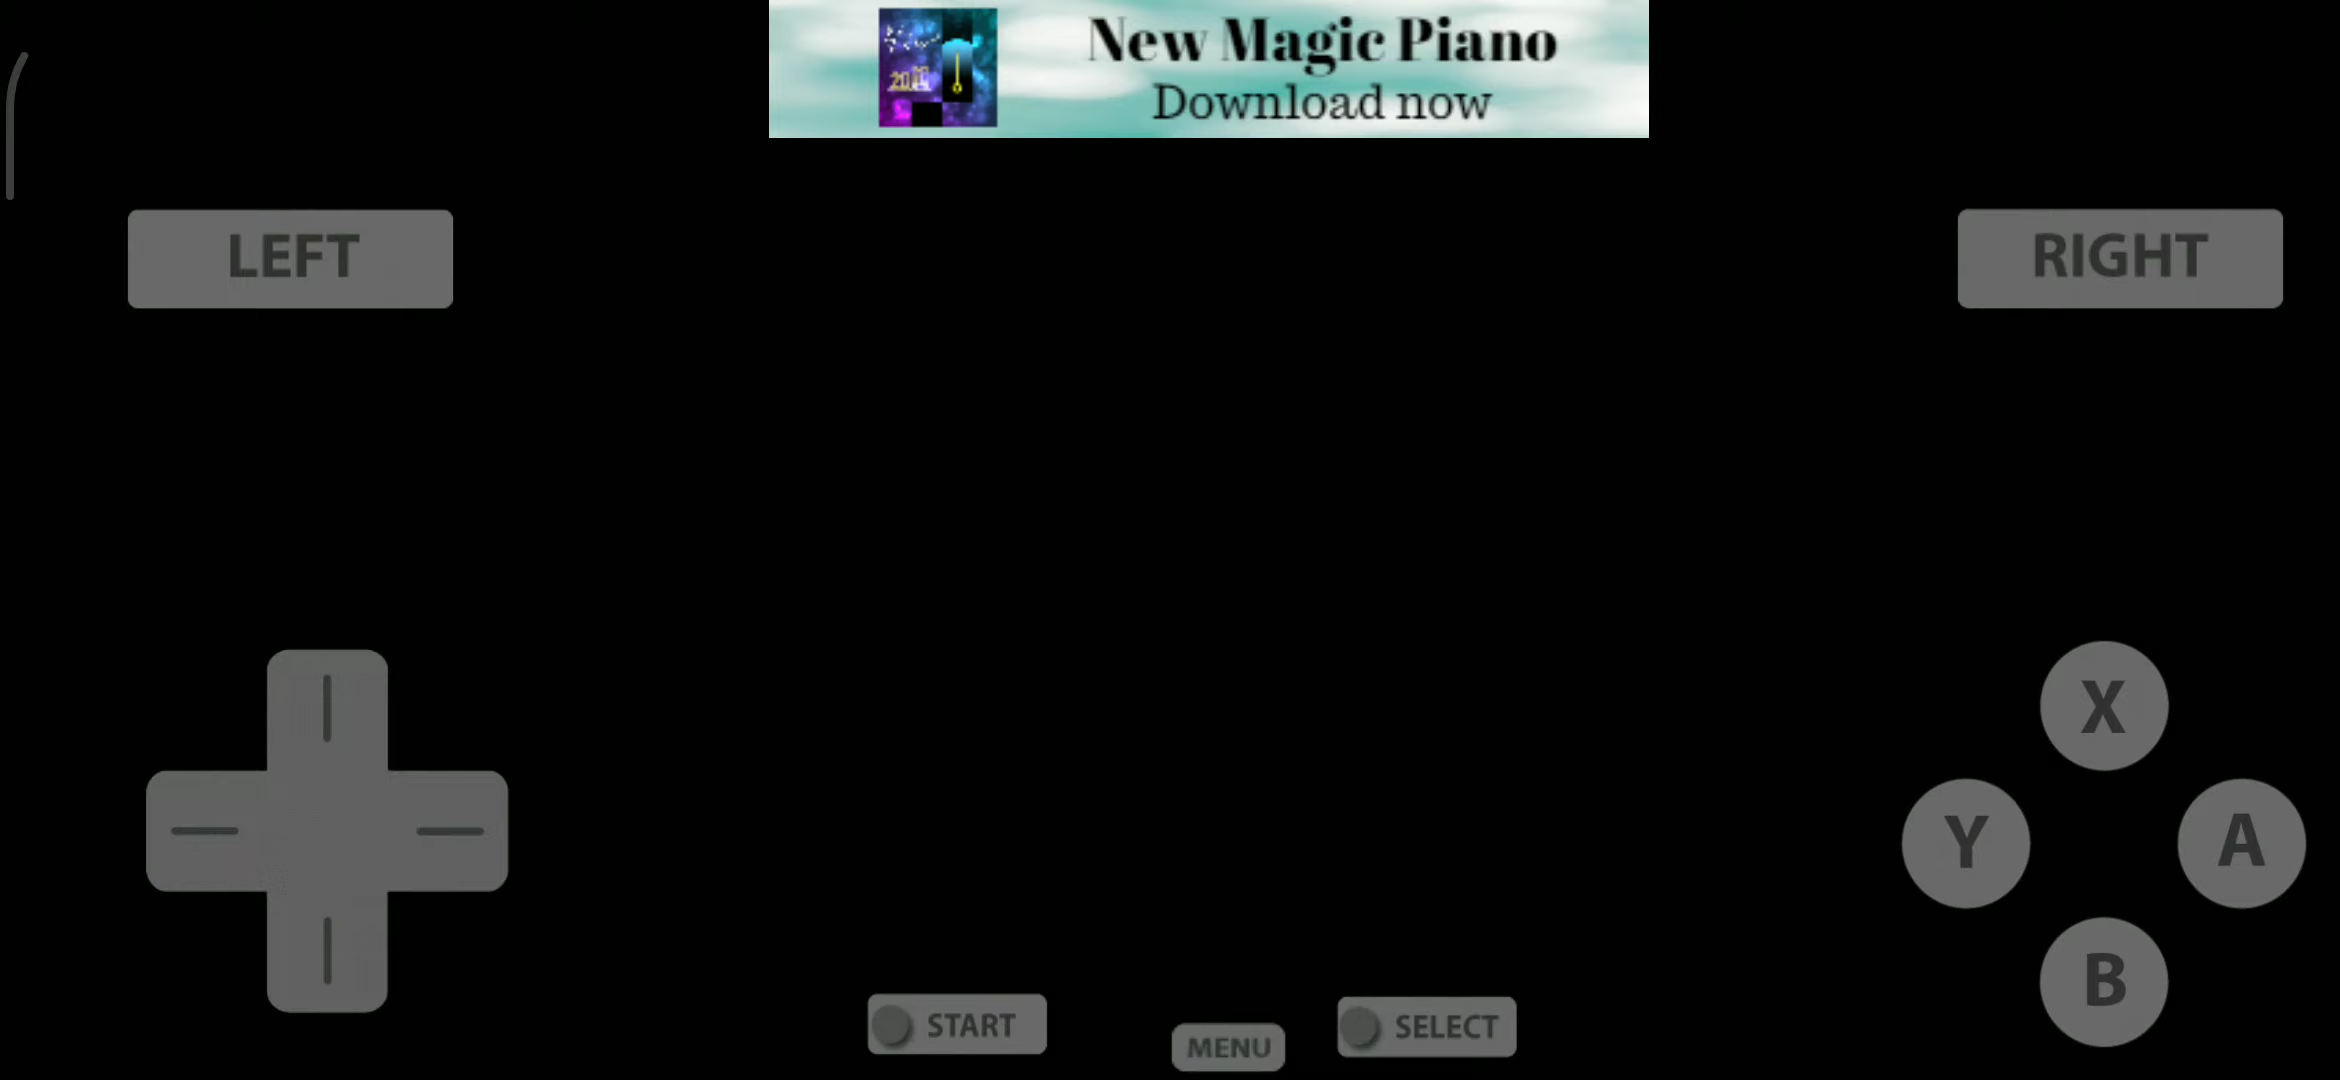 New Magic Piano
Download now
LEFT
RIGHT
X
Y
A
B
START
SELECT
MENU